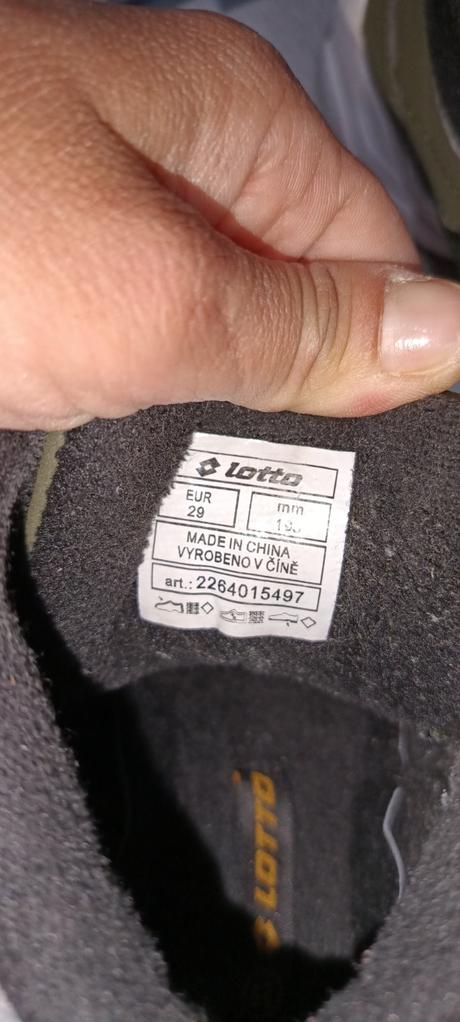 lotto
EUR
29
mm
MADE IN CHINA
VYROBENO V ČÍNĚ
art.: 2264015497
LOTTO